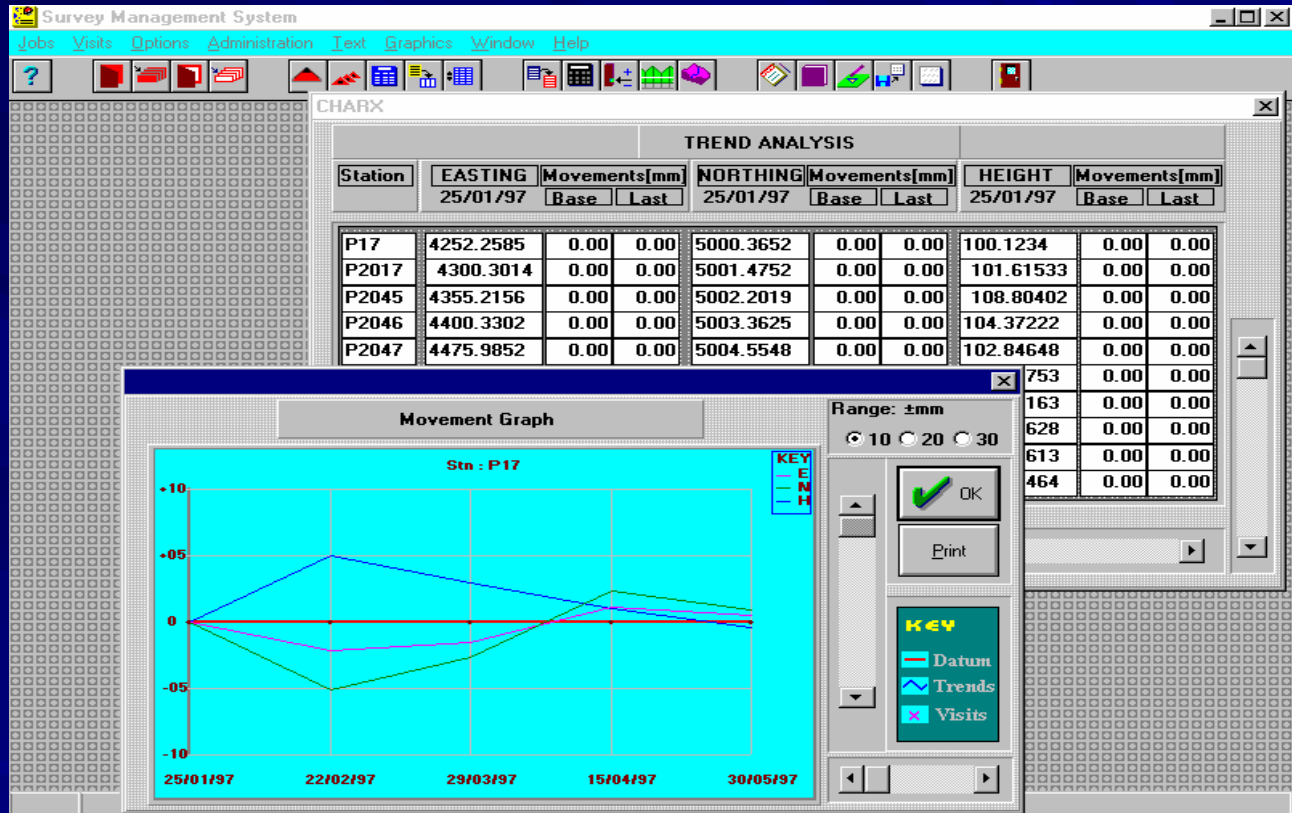 Survey Management System
Jobs Visits Options Administration Text Graphics Window Help
?
CHARX
TREND ANALYSIS
Station EASTING Movements[mm] NORTHING Movements[mm] HEIGHT Movements[mm]
25/01/97 Base Last 25/01/97 Base Last 25/01/97 Base Last
P17 4252.2585 0.00 0.00 5000.3652 0.00 0.00 100.1234 0.00 0.00
P2017 4300.3014 0.00 0.00 5001.4752 0.00 0.00 101.61533 0.00 0.00
P2045 4355.2156 0.00 0.00 5002.2019 0.00 0.00 108.80402 0.00 0.00
P2046 4400.3302 0.00 0.00 5003.3625 0.00 0.00 104.37222 0.00 0.00
P2047 4475.9852 0.00 0.00 5004.5548 0.00 0.00 102.84648 0.00 0.00
753 0.00 0.00
163 0.00 0.00
628 0.00 0.00
613 0.00 0.00
464 0.00 0.00
Movement Graph
Range: ±mm
10 20 30
Stn : P17
KEY
E
N
H
+10
+05
0
-05
-10
25/01/97 22/02/97 29/03/97 15/04/97 30/05/97
OK
Print
KEY
Datum
Trends
Visits